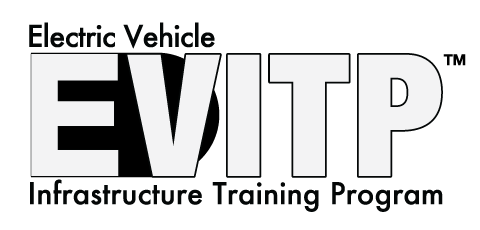 Electric Vehicle
EVITP™
Infrastructure Training Program